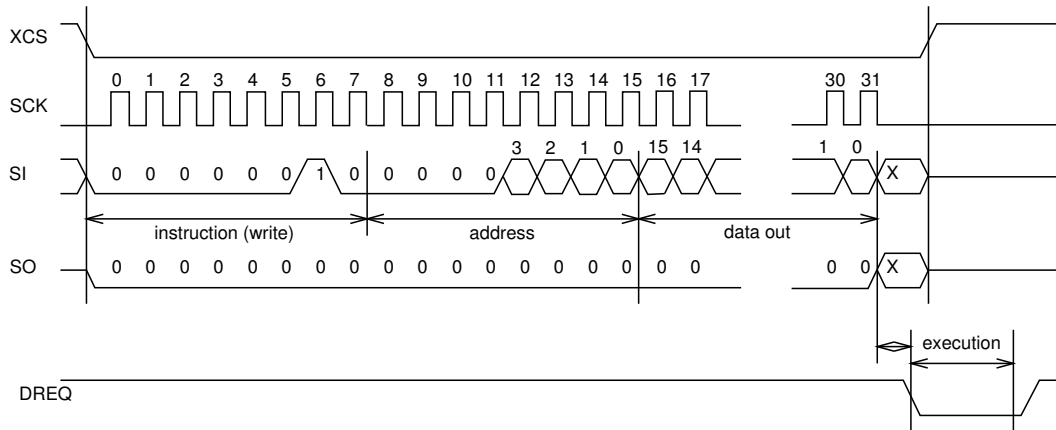 XCS
0 1 2 3 4 5 6 7 8 9 10 11 12 13 14 15 16 17 30 31
SCK
3 2 1 0 15 14 1 0
SI 0 0 0 0 0 0 1 0 0 0 0 0 X
instruction (write) address data out
SO 0 0 0 0 0 0 0 0 0 0 0 0 0 0 0 0 0 0 0 0 X
execution
DREQ